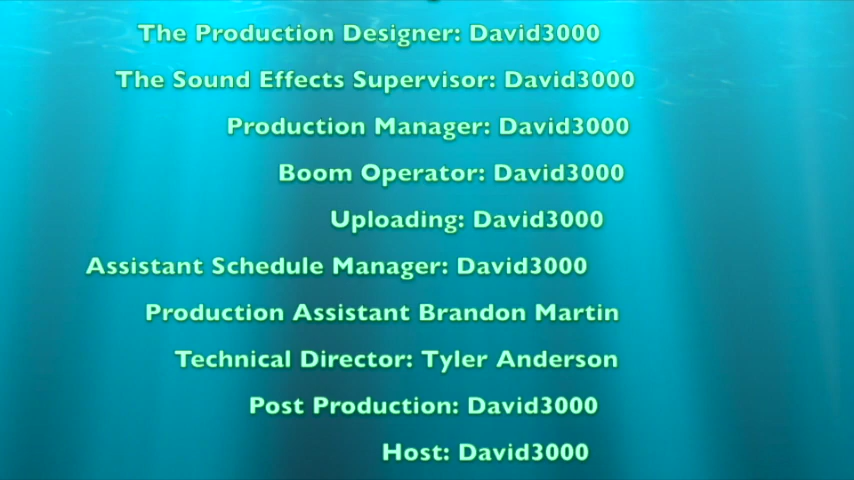 The Production Designer: David3000
The Sound Effects Supervisor: David3000
Production Manager: David3000
Boom Operator: David3000
Uploading: David3000
Assistant Schedule Manager: David3000
Production Assistant Brandon Martin
Technical Director: Tyler Anderson
Post Production: David3000
Host: David3000